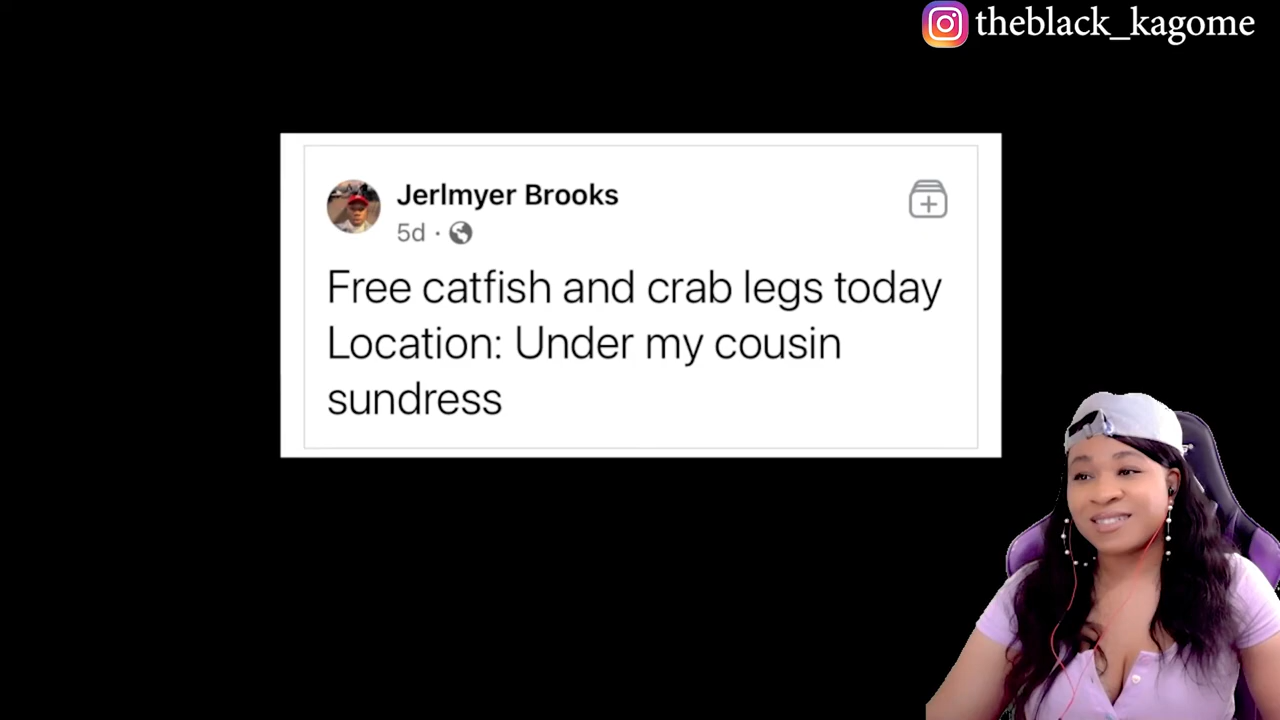 theblack_kagome
Jerlmyer Brooks
5d ·
Free catfish and crab legs today
Location: Under my cousin
sundress